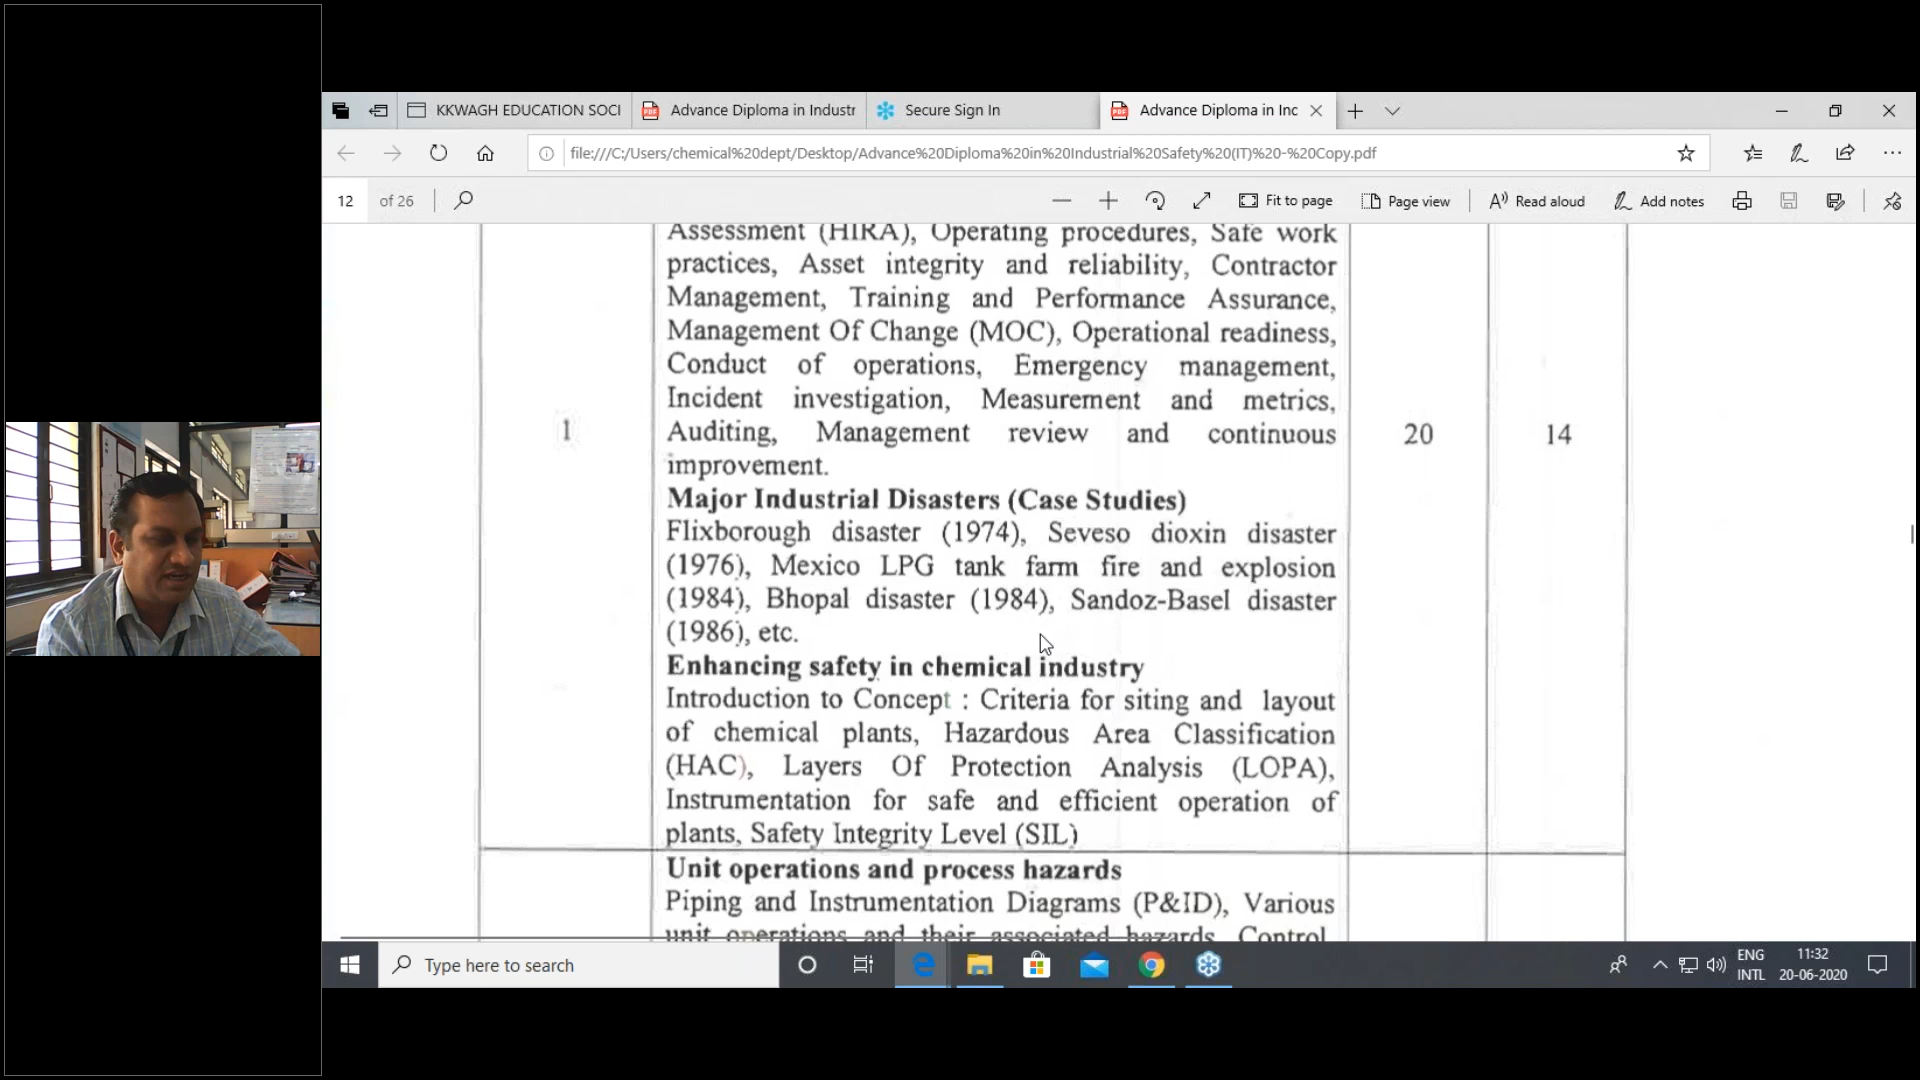 KKWAGH EDUCATION SOCI
Advance Diploma in Industr
Secure Sign In
Advance Diploma in Inc
file:///C:/Users/chemical%20dept/Desktop/Advance%20Diploma%20in%20Industrial%20Safety%20(IT)%20-%20Copy.pdf
12 of 26
Fit to page
Page view
Read aloud
Add notes
Assessment (HIRA), Operating procedures, Safe work
practices, Asset integrity and reliability, Contractor
Management, Training and Performance Assurance,
Management Of Change (MOC), Operational readiness,
Conduct of operations, Emergency management,
Incident investigation, Measurement and metrics,
1 Auditing, Management review and continuous 20 14
improvement.
Major Industrial Disasters (Case Studies)
Flixborough disaster (1974), Seveso dioxin disaster
(1976), Mexico LPG tank farm fire and explosion
(1984), Bhopal disaster (1984), Sandoz-Basel disaster
(1986), etc.
Enhancing safety in chemical industry
Introduction to Concept : Criteria for siting and layout
of chemical plants, Hazardous Area Classification
(HAC), Layers Of Protection Analysis (LOPA),
Instrumentation for safe and efficient operation of
plants, Safety Integrity Level (SIL)
Unit operations and process hazards
Piping and Instrumentation Diagrams (P&ID), Various
unit operations and their associated hazards, Control
Type here to search
ENG
INTL
11:32
20-06-2020